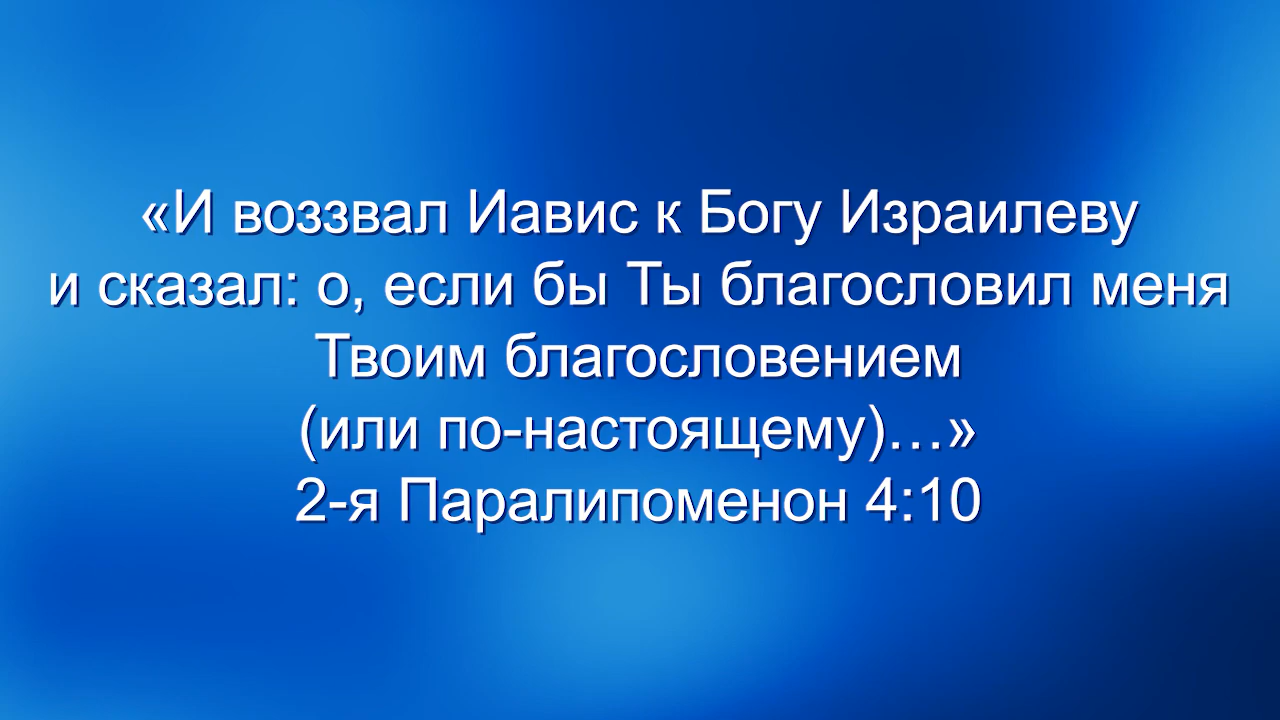 «И воззвал Иавис к Богу Израилеву
и сказал: о, если бы Ты благословил меня
Твоим благословением
(или по-настоящему)…»
2-я Паралипоменон 4:10